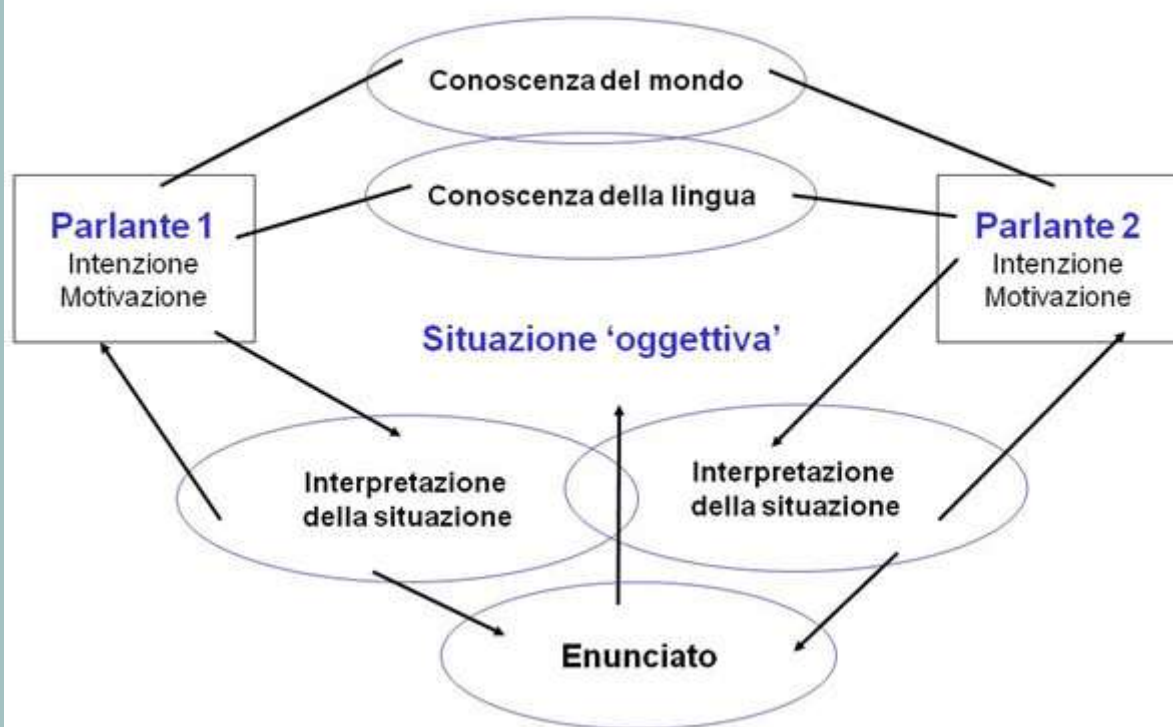 Conoscenza del mondo
Conoscenza della lingua
Parlante 1
Intenzione
Motivazione
Parlante 2
Intenzione
Motivazione
Situazione ‘oggettiva’
Interpretazione
della situazione
Interpretazione
della situazione
Enunciato